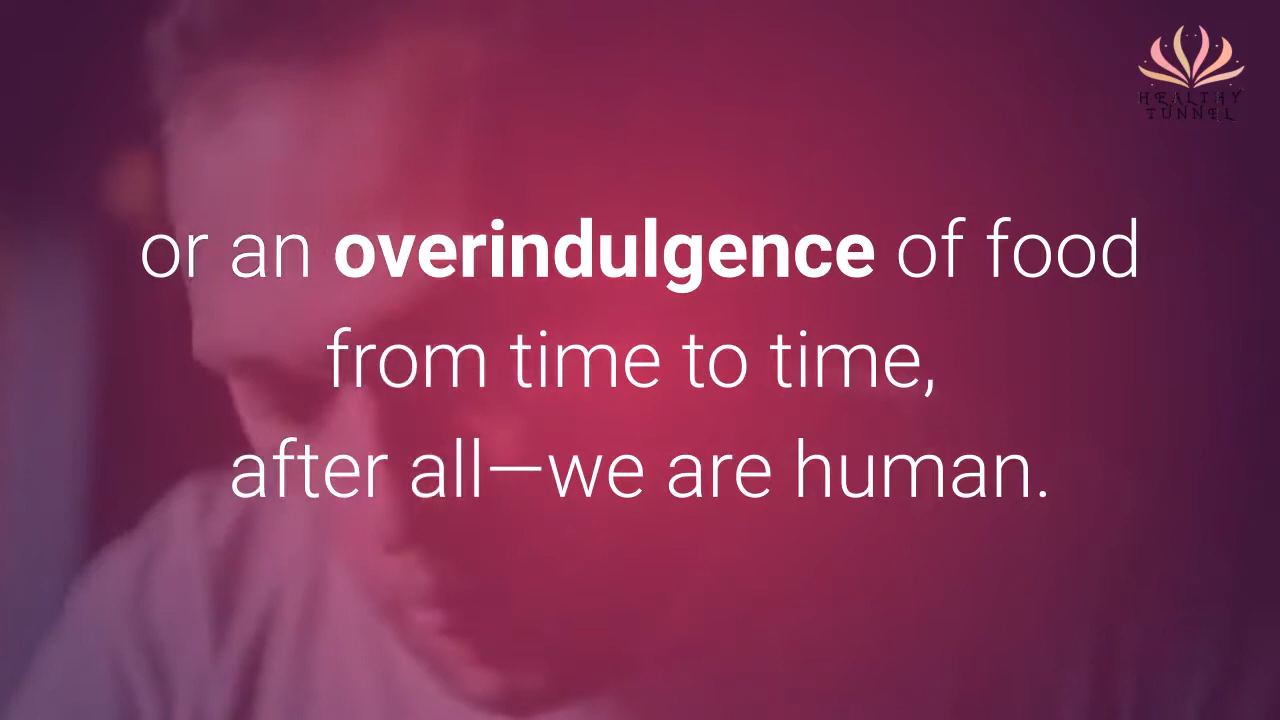 HEALTHY
TUNNEL
or an overindulgence of food
from time to time,
after all—we are human.